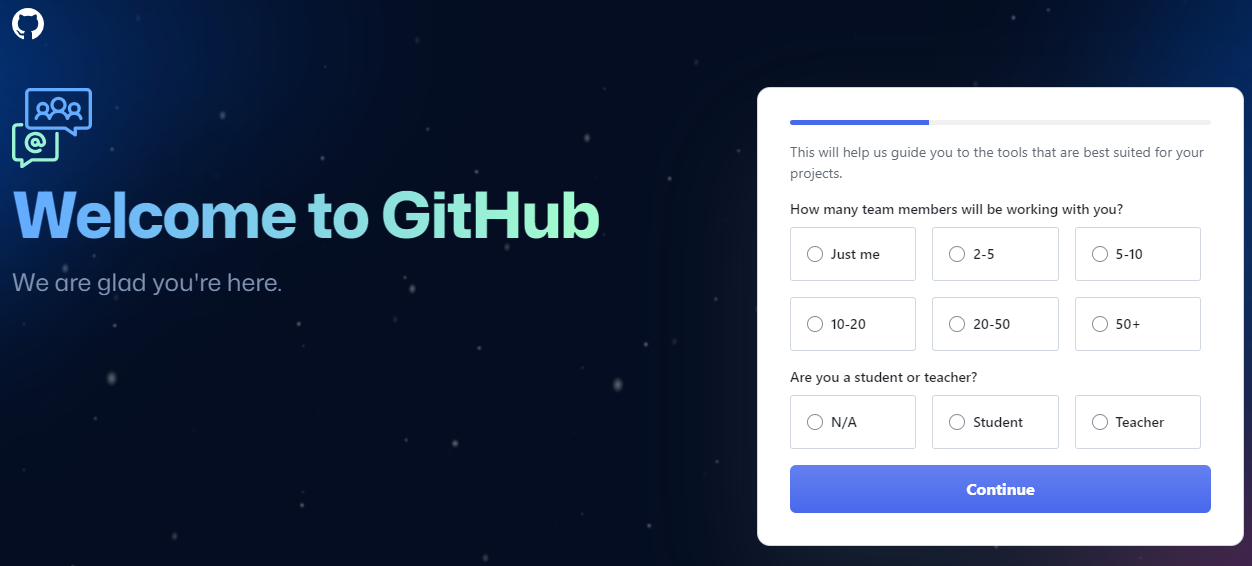 Welcome to GitHub
We are glad you're here.
This will help us guide you to the tools that are best suited for your
projects.
How many team members will be working with you?
Just me
2-5
5-10
10-20
20-50
50+
Are you a student or teacher?
N/A
Student
Teacher
Continue